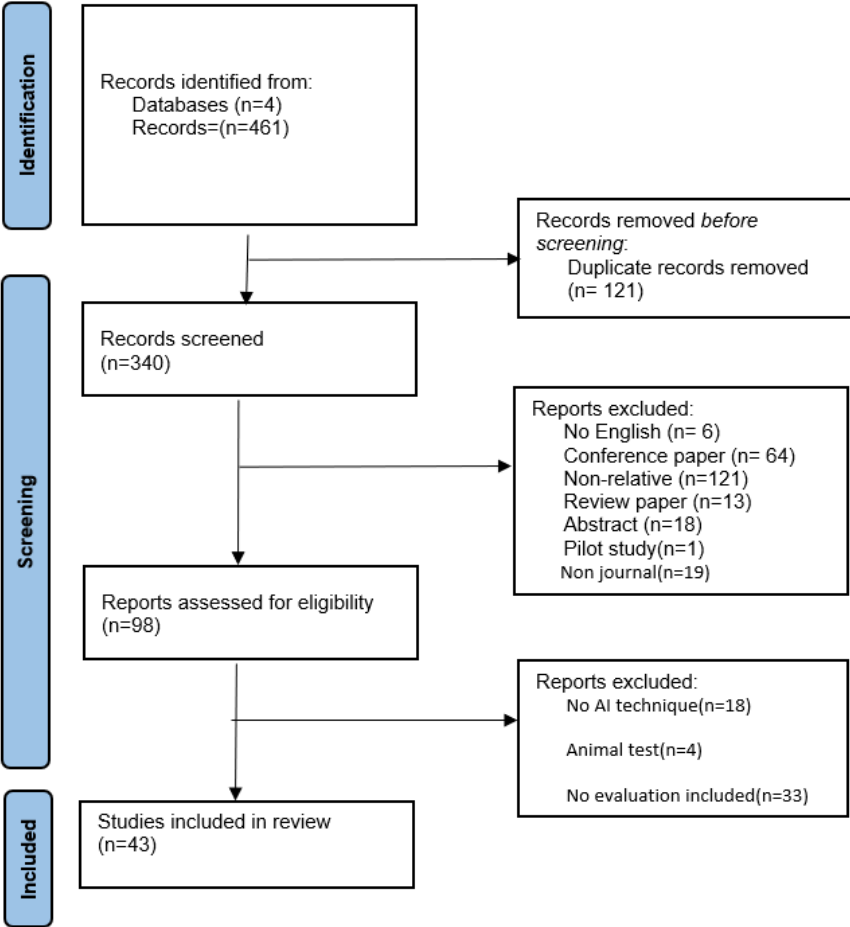 Identification
Records identified from:
Databases (n=4)
Records=(n=461)
Records removed before
screening:
Duplicate records removed
(n= 121)
Screening
Records screened
(n=340)
Reports excluded:
No English (n= 6)
Conference paper (n= 64)
Non-relative (n=121)
Review paper (n=13)
Abstract (n=18)
Pilot study(n=1)
Non journal(n=19)
Reports assessed for eligibility
(n=98)
Reports excluded:
No AI technique(n=18)
Animal test(n=4)
No evaluation included(n=33)
Included
Studies included in review
(n=43)